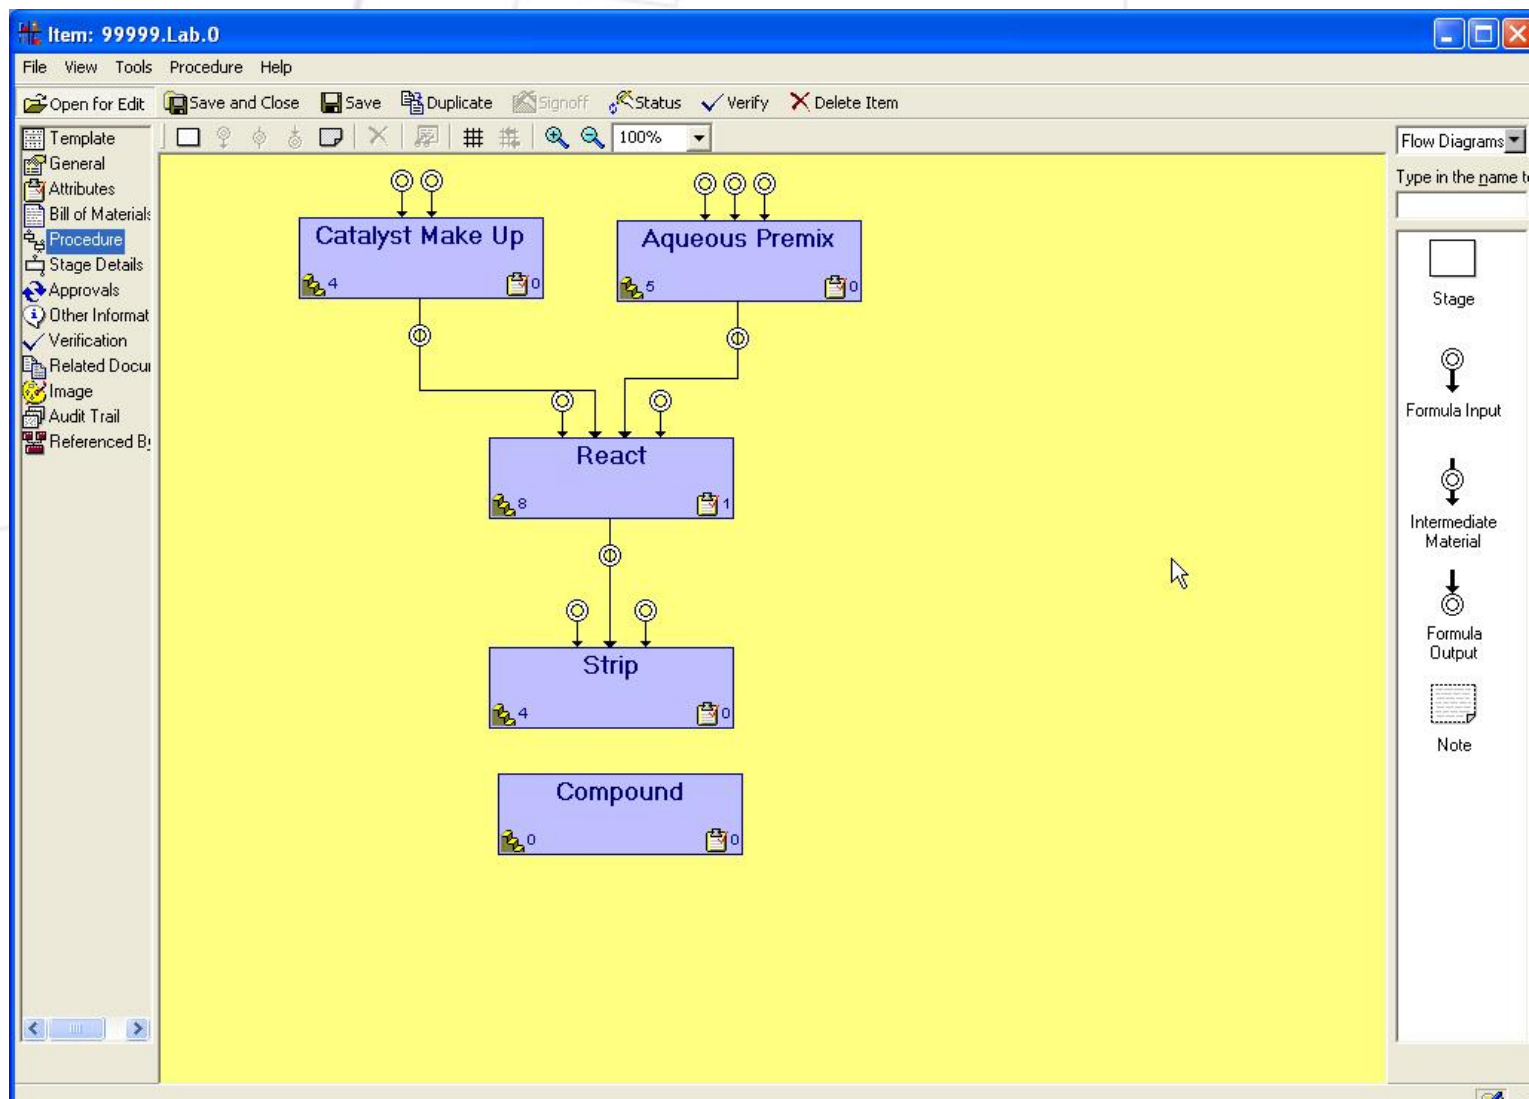 Item: 99999.Lab.0
File View Tools Procedure Help
Open for Edit Save and Close Save Duplicate Signoff Status Verify Delete Item
100%
Template
General
Attributes
Bill of Materials
Procedure
Stage Details
Approvals
Other Informat
Verification
Related Docu
Image
Audit Trail
Referenced By
Catalyst Make Up
4 0
Aqueous Premix
5 0
React
8 1
Strip
4 0
Compound
0 0
Flow Diagrams
Type in the name t
Stage
Formula Input
Intermediate
Material
Formula
Output
Note